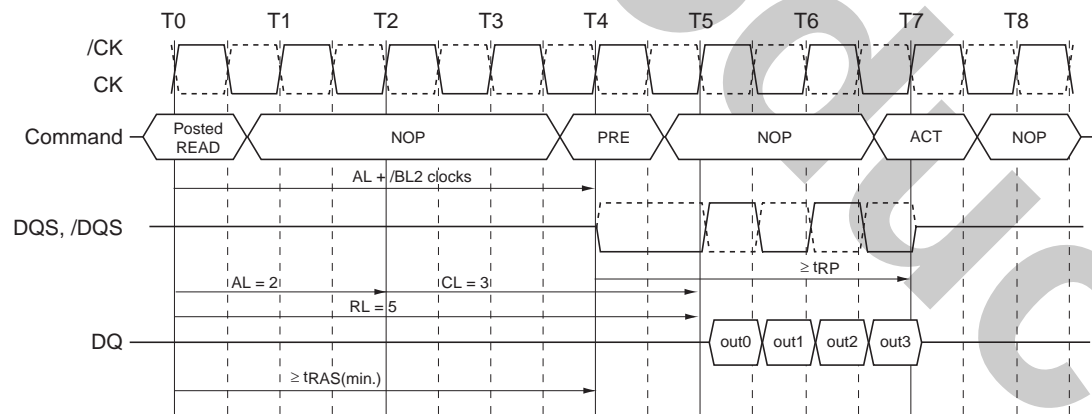 T0 T1 T2 T3 T4 T5 T6 T7 T8
/CK
CK
Command
Posted
READ
NOP
PRE
NOP
ACT
NOP
AL + /BL2 clocks
DQS, /DQS
≥ tRP
AL = 2
CL = 3
RL = 5
DQ
out0 out1 out2 out3
≥ tRAS(min.)